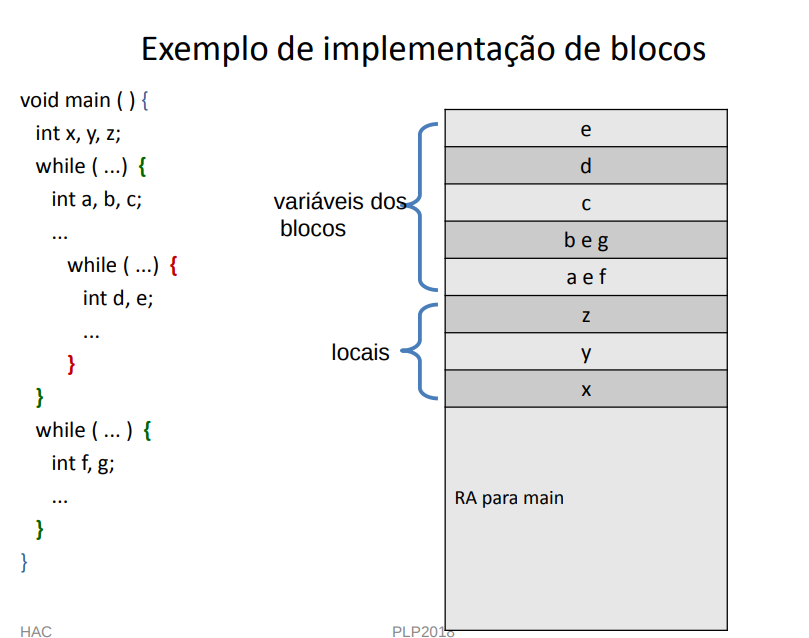 Exemplo de implementação de blocos
void main ( ) {
int x, y, z;
while ( ...) {
int a, b, c;
...
while ( ...) {
int d, e;
...
}
}
while ( ... ) {
int f, g;
...
}
}
variáveis dos
blocos
locais
e
d
c
b e g
a e f
z
y
x
RA para main
HAC
PLP2018